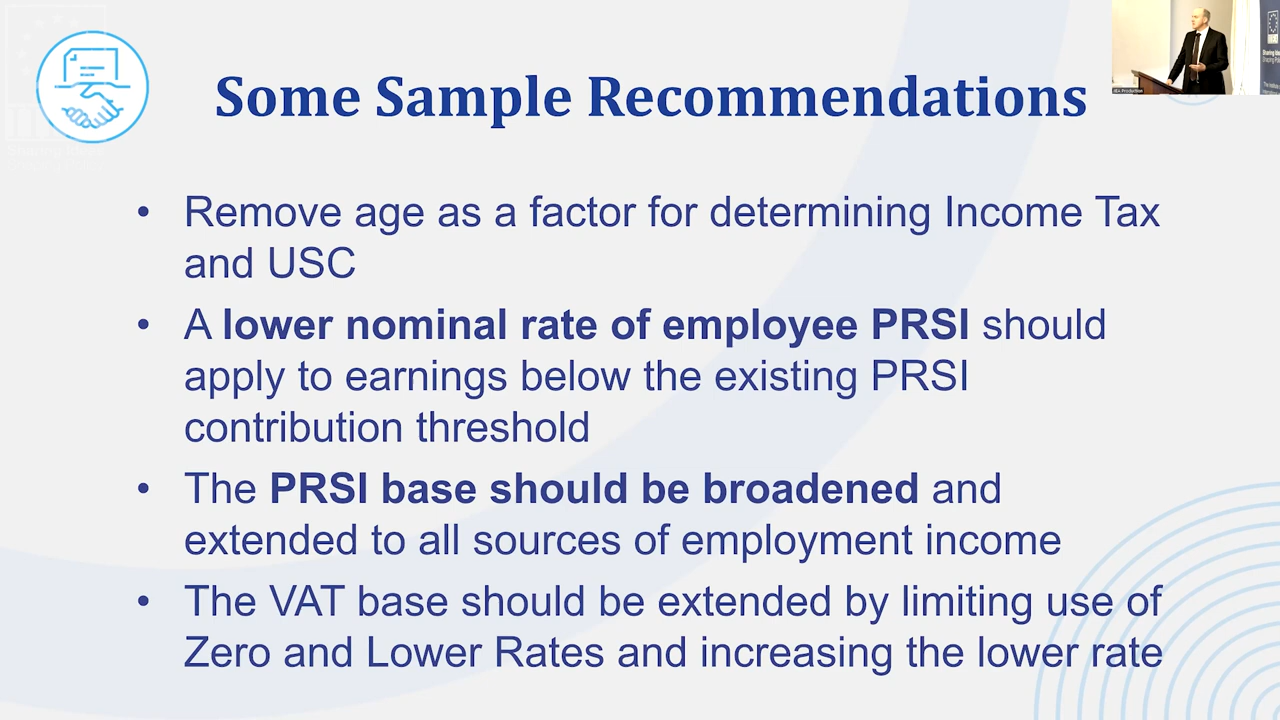 Some Sample Recommendations
• Remove age as a factor for determining Income Tax
and USC
• A lower nominal rate of employee PRSI should
apply to earnings below the existing PRSI
contribution threshold
• The PRSI base should be broadened and
extended to all sources of employment income
• The VAT base should be extended by limiting use of
Zero and Lower Rates and increasing the lower rate
IIEA Production